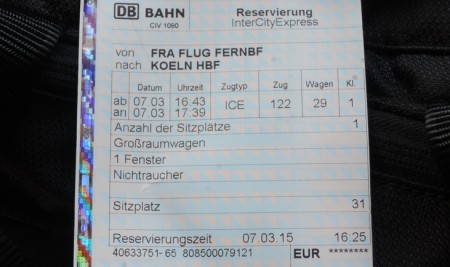 DB BAHN Reservierung
CIV 1080 InterCityExpress
von FRA FLUG FERNBF
nach KOELN HBF
Datum Uhrzeit Zugtyp Zug Wagen Kl.
ab 07.03 16:43 ICE 122 29 1
an 07.03 17:39
Anzahl der Sitzplätze 1
Großraumwagen
1 Fenster
Nichtraucher
Sitzplatz 31
Reservierungszeit 07.03.15 16:25
40633751-65 808500079121 EUR ********